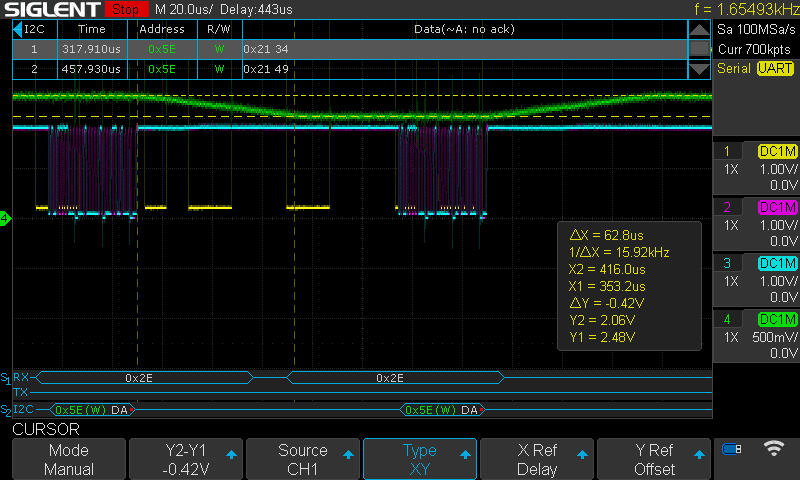 SIGLENT Stop M 20.0us/ Delay:443us f = 1.65493kHz
I2C Time Address R/W Data(~A: no ack)
1 317.910us 0x5E W 0x21 34
2 457.930us 0x5E W 0x21 49
Sa 100MSa/s
Curr 700kpts
Serial UART
1 DC1M
1X 1.00V/
0.0V
2 DC1M
1X 1.00V/
0.0V
3 DC1M
1X 1.00V/
0.0V
4 DC1M
1X 500mV/
0.0V
4
ΔX = 62.8us
1/ΔX = 15.92kHz
X2 = 416.0us
X1 = 353.2us
ΔY = -0.42V
Y2 = 2.06V
Y1 = 2.48V
S1 RX 0x2E 0x2E
TX
S2 I2C 0x5E(W) DA 0x5E(W) DA
CURSOR
Mode
Manual
Y2-Y1
-0.42V
Source
CH1
Type
XY
X Ref
Delay
Y Ref
Offset